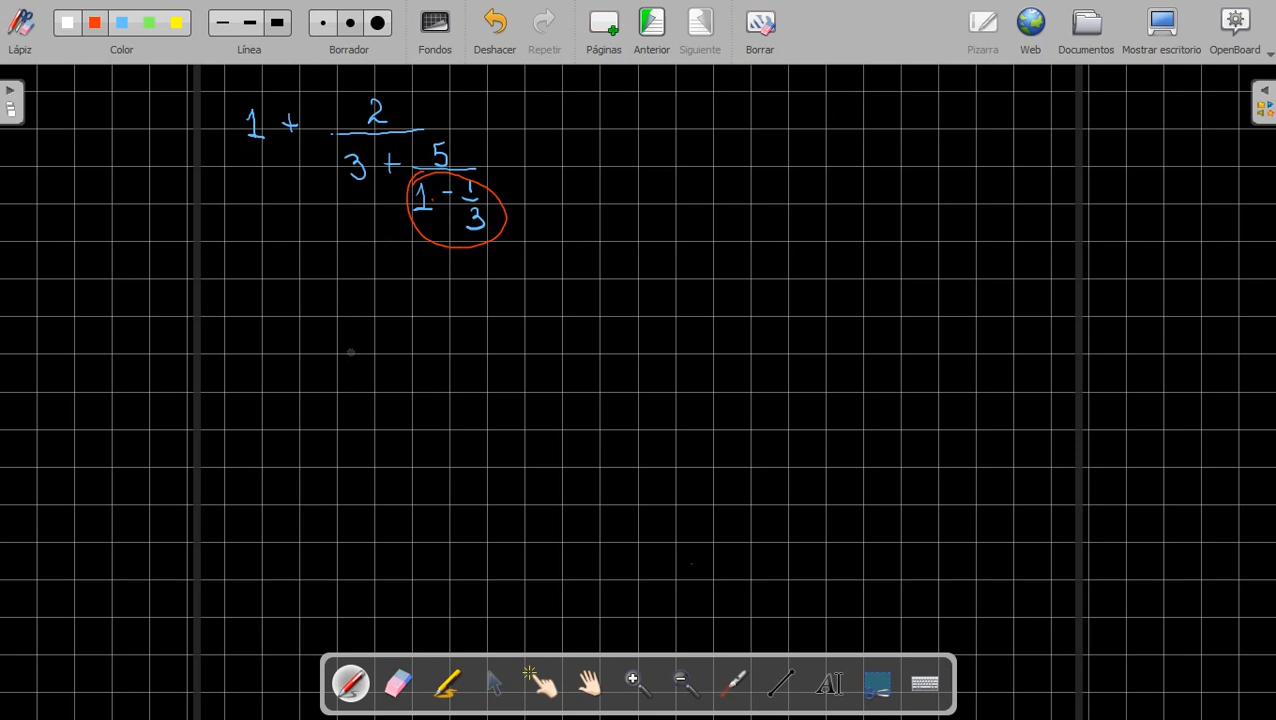 Lápiz Color Línea Borrador Fondos Deshacer Repetir Páginas Anterior Siguiente Borrar Pizarra Web Documentos Mostrar escritorio OpenBoard
1 + 2
3 + 5
1 - 1
3
AI